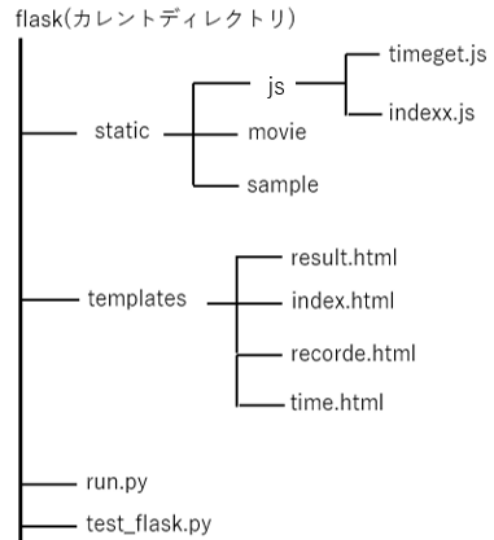 flask(カレントディレクトリ)
timeget.js
js
indexx.js
static
movie
sample
result.html
templates
index.html
recorde.html
time.html
run.py
test_flask.py